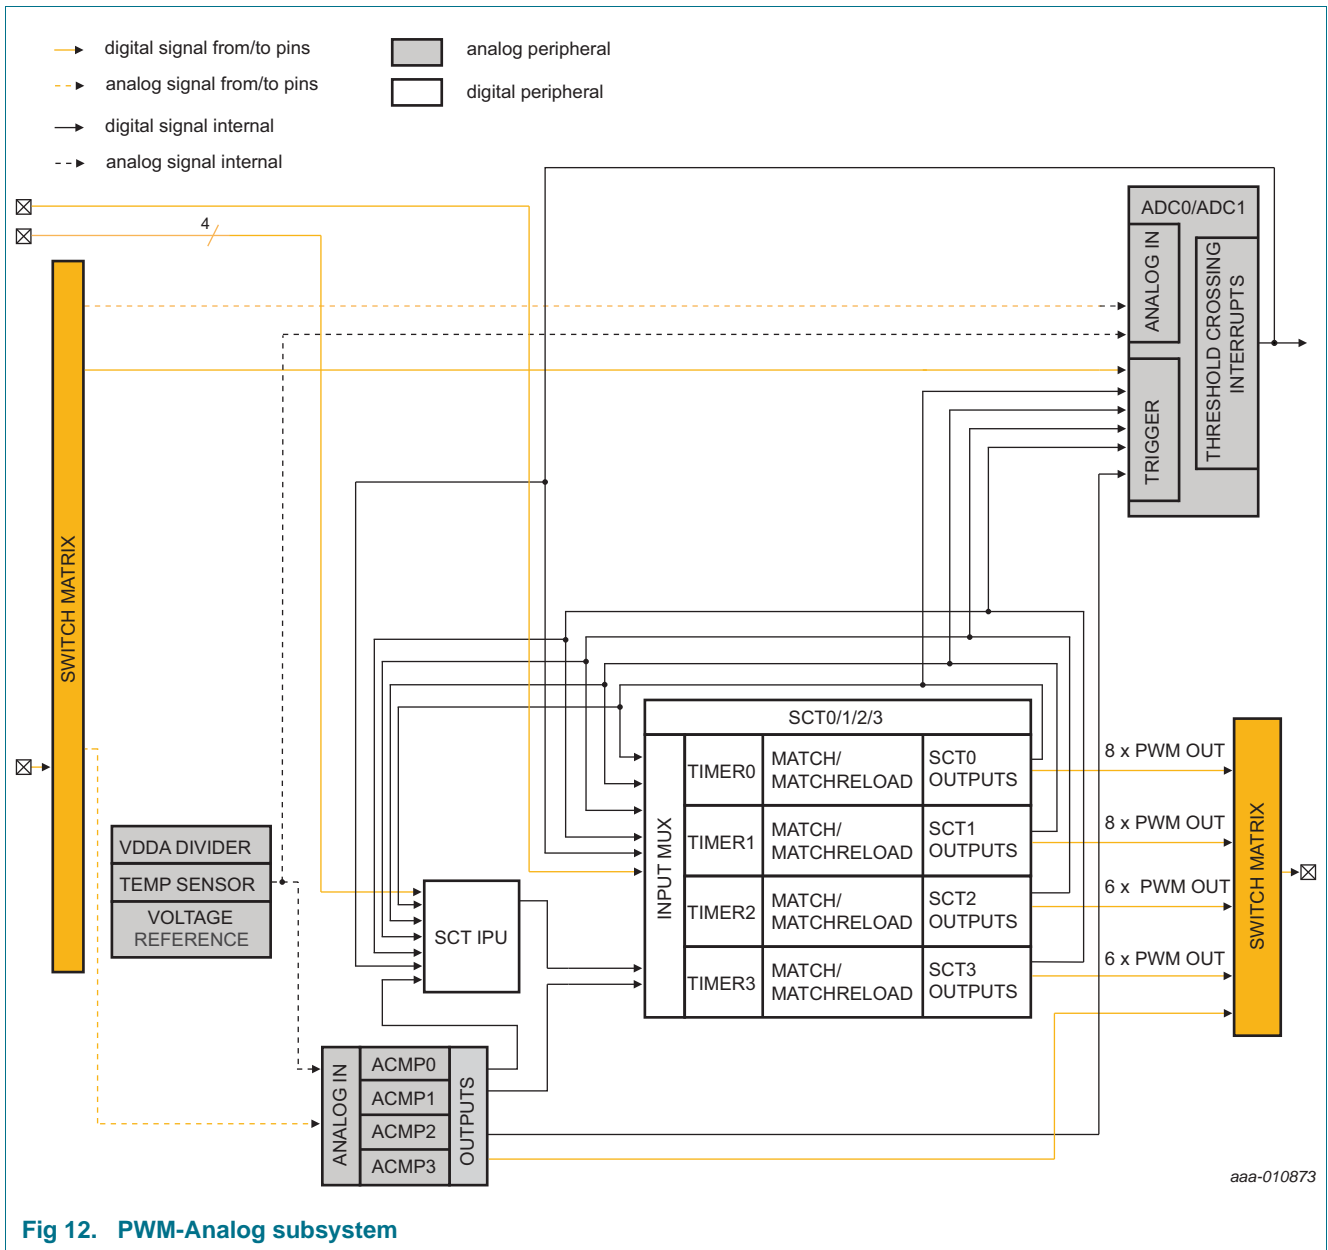 digital signal from/to pins
analog signal from/to pins
digital signal internal
analog signal internal
analog peripheral
digital peripheral
4
ADC0/ADC1
ANALOG IN
TRIGGER
THRESHOLD CROSSING
INTERRUPTS
SWITCH MATRIX
VDDA DIVIDER
TEMP SENSOR
VOLTAGE
REFERENCE
SCT IPU
SCT0/1/2/3
INPUT MUX
TIMER0
MATCH/
MATCHRELOAD
SCT0
OUTPUTS
TIMER1
MATCH/
MATCHRELOAD
SCT1
OUTPUTS
TIMER2
MATCH/
MATCHRELOAD
SCT2
OUTPUTS
TIMER3
MATCH/
MATCHRELOAD
SCT3
OUTPUTS
8 x PWM OUT
8 x PWM OUT
6 x PWM OUT
6 x PWM OUT
SWITCH MATRIX
ANALOG IN
ACMP0
ACMP1
ACMP2
ACMP3
OUTPUTS
aaa-010873
Fig 12. PWM-Analog subsystem